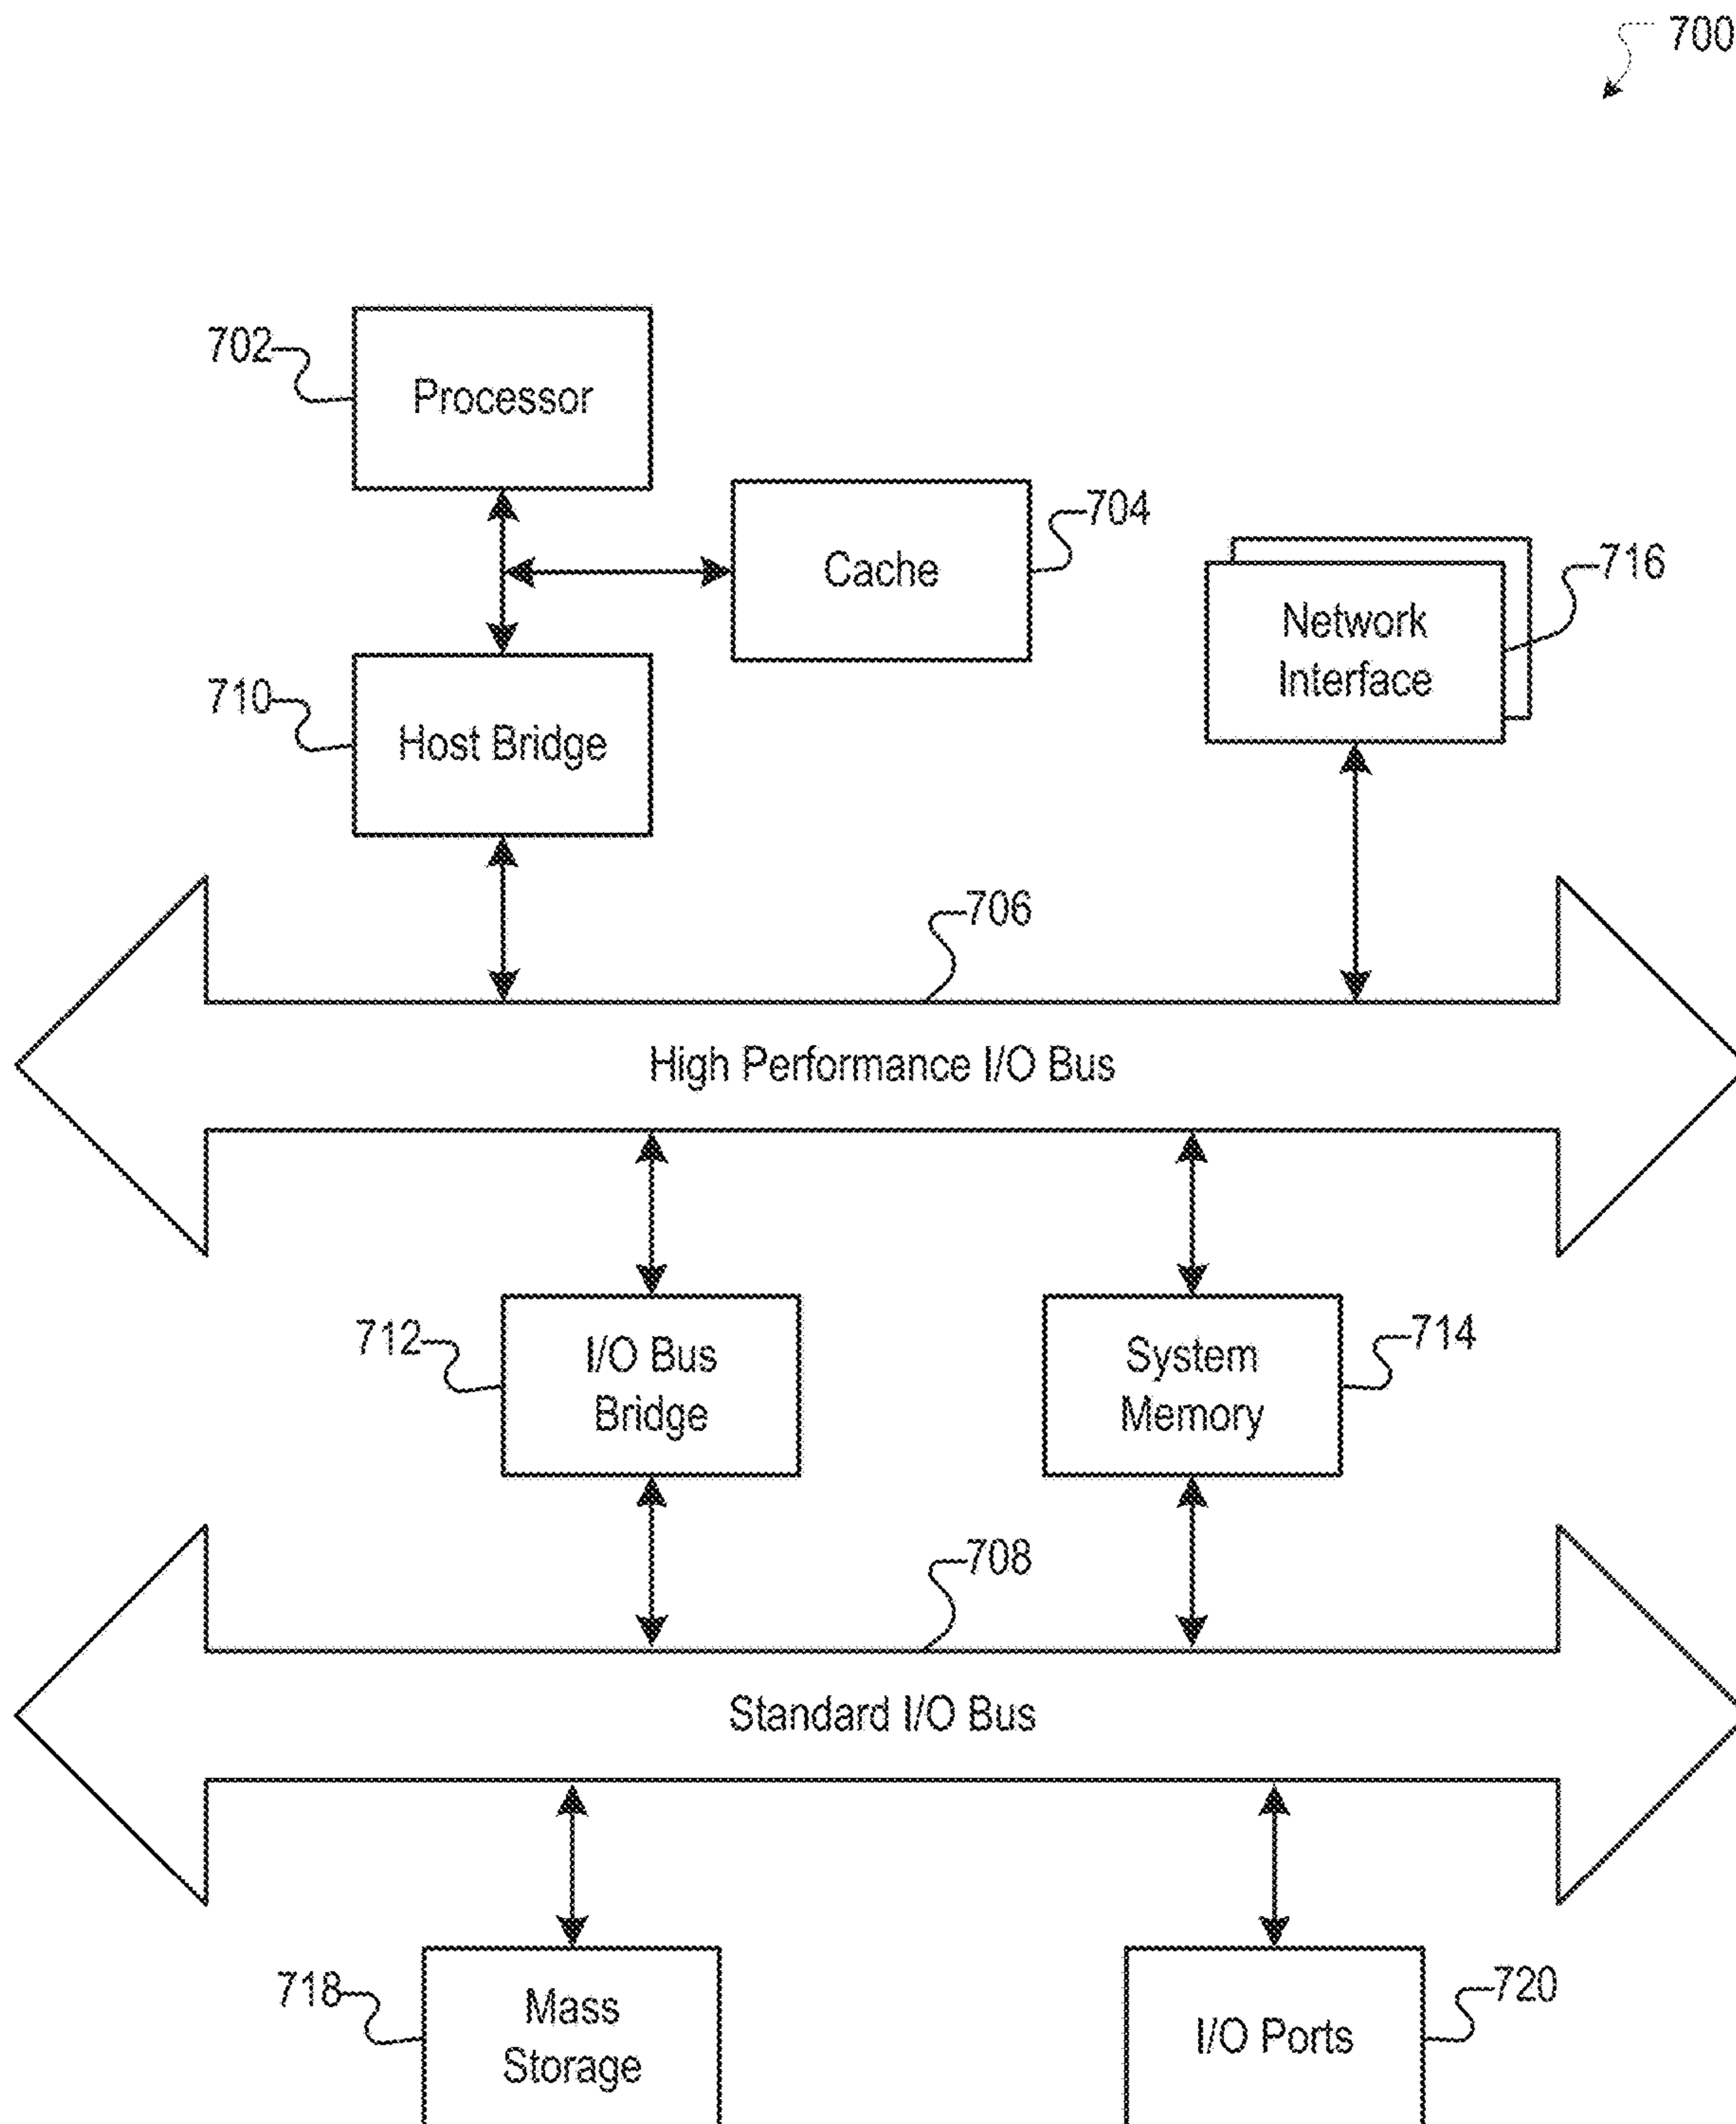 700
702
Processor
Cache
704
716
Network
Interface
710
Host Bridge
706
High Performance I/O Bus
712
I/O Bus
Bridge
System
Memory
714
708
Standard I/O Bus
718
Mass
Storage
I/O Ports
720